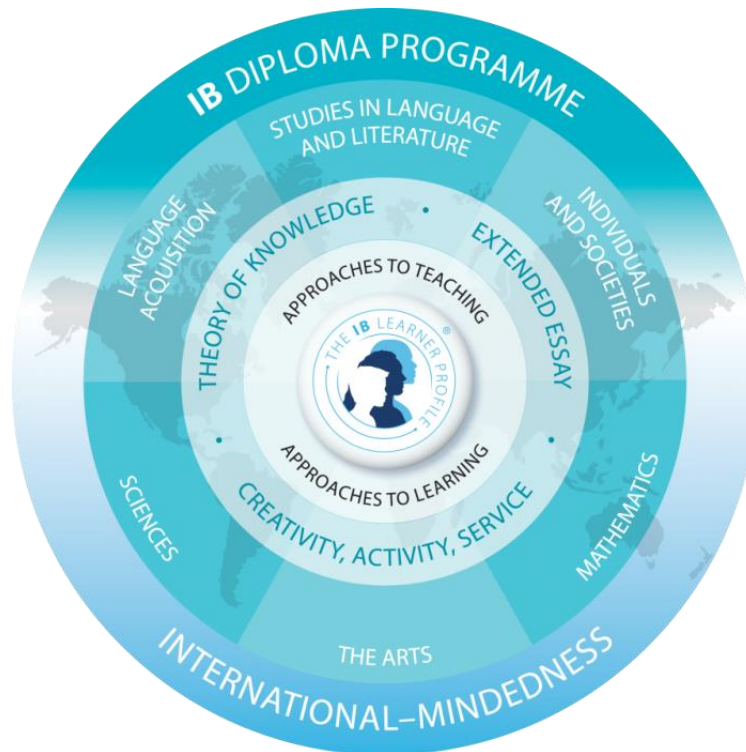 IB DIPLOMA PROGRAMME
STUDIES IN LANGUAGE
AND LITERATURE
LANGUAGE
ACQUISITION
INDIVIDUALS
AND SOCIETIES
THEORY OF KNOWLEDGE
•
EXTENDED ESSAY
•
APPROACHES TO TEACHING
THE IB LEARNER PROFILE ®
APPROACHES TO LEARNING
•
CREATIVITY, ACTIVITY, SERVICE
SCIENCES
MATHEMATICS
THE ARTS
INTERNATIONAL–MINDEDNESS